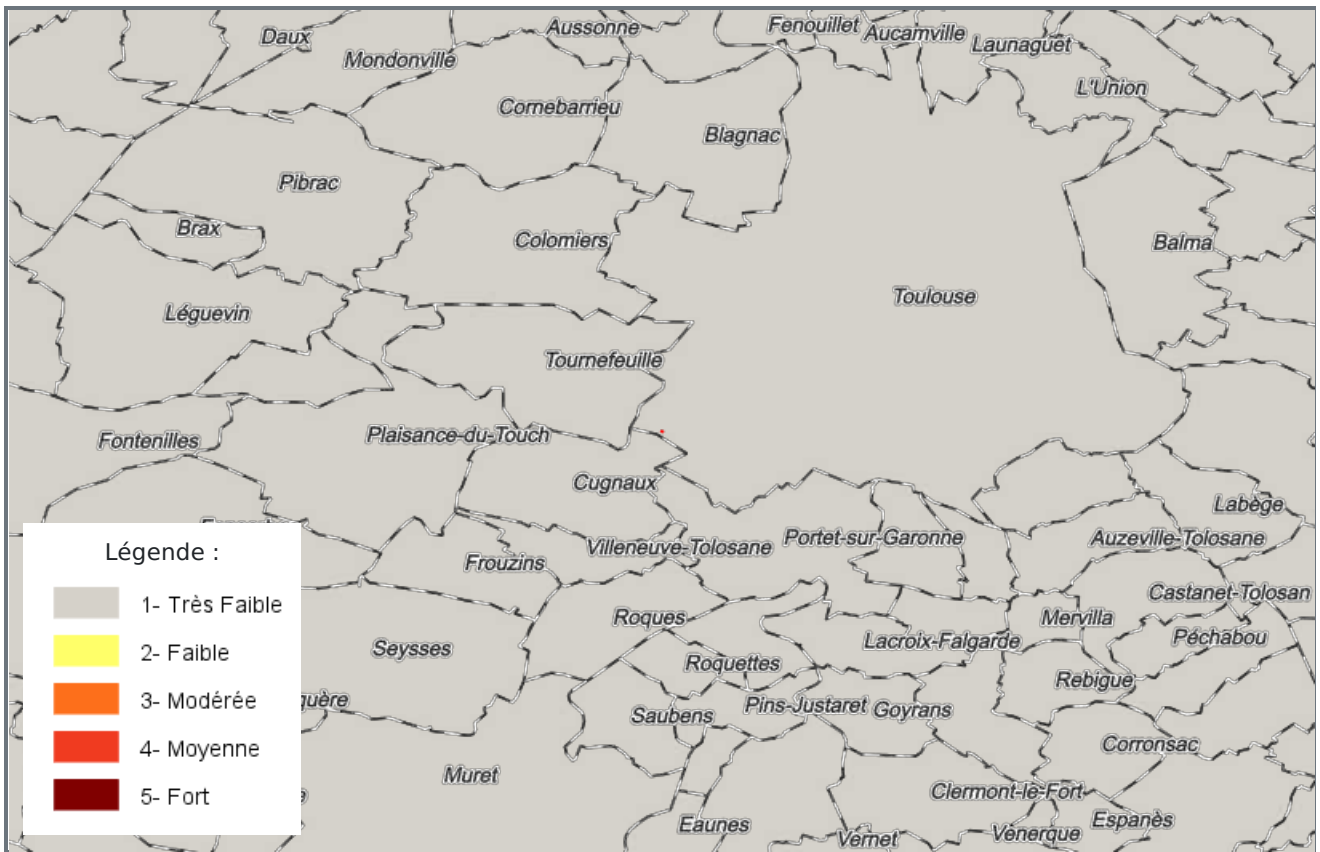 Daux
Aussonne
Fenouillet
Aucamville
Launaguet
Mondonville
L'Union
Cornebarrieu
Blagnac
Pibrac
Brax
Colomiers
Balma
Léguevin
Toulouse
Tournefeuille
Fontenilles
Plaisance-du-Touch
Cugnaux
Labège
Villeneuve-Tolosane
Portet-sur-Garonne
Auzeville-Tolosane
Frouzins
Castanet-Tolosan
Roques
Mervilla
Péchabou
Seysses
Lacroix-Falgarde
Roquettes
Rebigue
Saubens
Pins-Justaret
Goyrans
Corronsac
Muret
Clermont-le-Fort
Eaunes
Vernet
Vènerque
Espanès
Légende :
1- Très Faible
2- Faible
3- Modérée
4- Moyenne
5- Fort